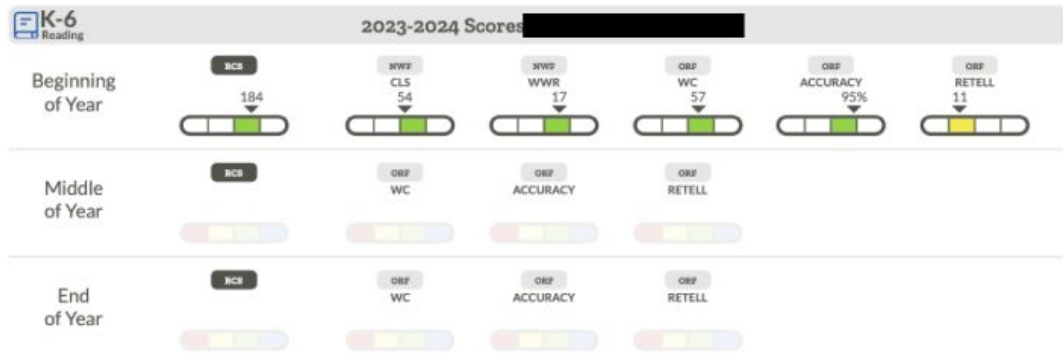 K-6
Reading
2023-2024 Scores
Beginning
of Year
RCS
184
NWF
CLS
54
NWF
WWR
17
ORF
WC
57
ORF
ACCURACY
95%
ORF
RETELL
11
Middle
of Year
RCS
ORF
WC
ORF
ACCURACY
ORF
RETELL
End
of Year
RCS
ORF
WC
ORF
ACCURACY
ORF
RETELL